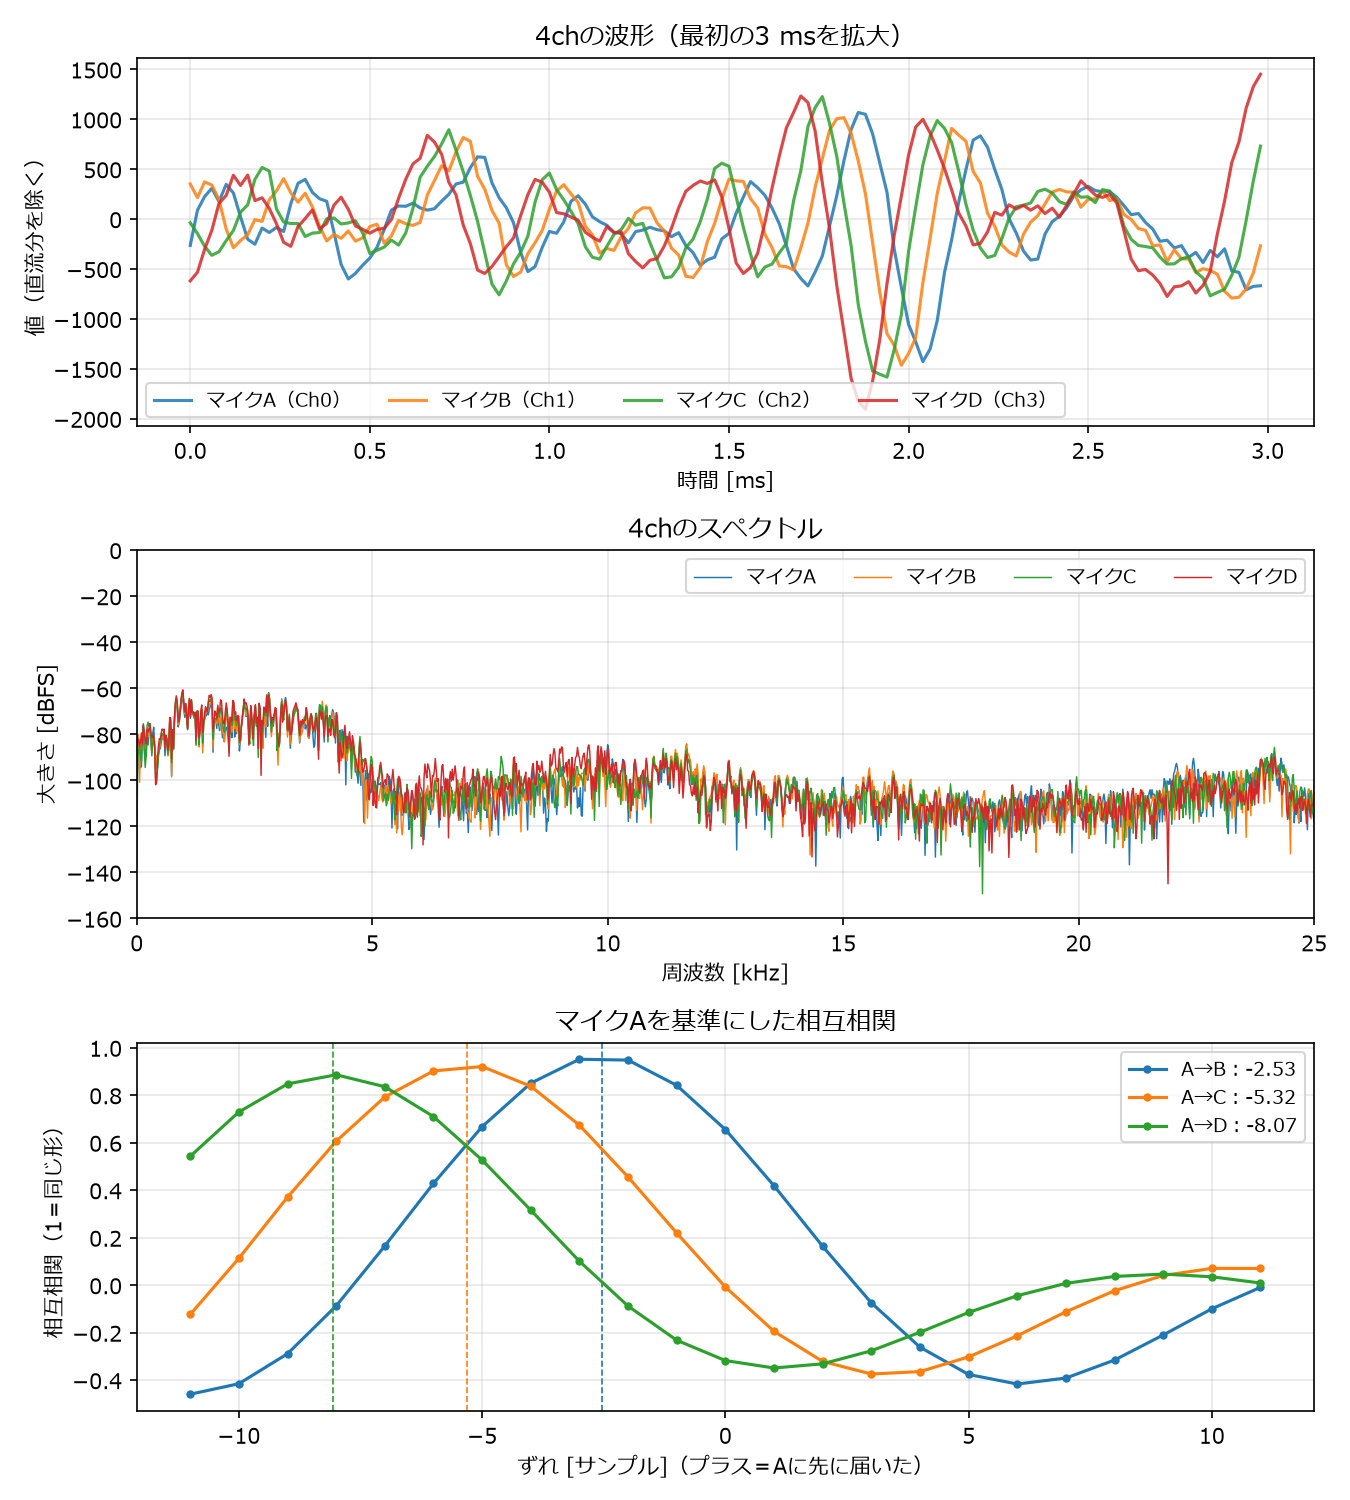 4chの波形（最初の3 msを拡大）
値（直流分を除く）
1500
1000
500
0
−500
−1000
−1500
−2000
マイクA（Ch0） マイクB（Ch1） マイクC（Ch2） マイクD（Ch3）
0.0 0.5 1.0 1.5 2.0 2.5 3.0
時間 [ms]
4chのスペクトル
大きさ [dBFS]
0
−20
−40
−60
−80
−100
−120
−140
−160
マイクA マイクB マイクC マイクD
0 5 10 15 20 25
周波数 [kHz]
マイクAを基準にした相互相関
相互相関（1＝同じ形）
1.0
0.8
0.6
0.4
0.2
0.0
−0.2
−0.4
A→B : -2.53
A→C : -5.32
A→D : -8.07
−10 −5 0 5 10
ずれ [サンプル]（プラス＝Aに先に届いた）